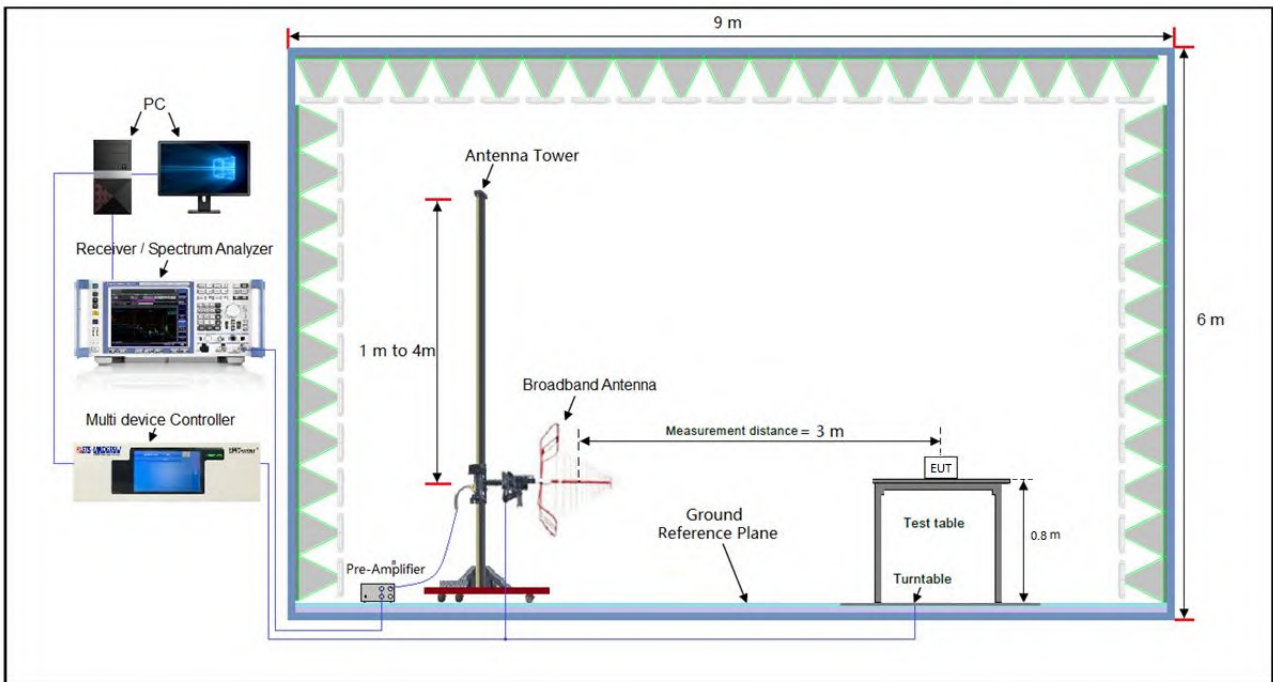 9 m
PC
Antenna Tower
Receiver / Spectrum Analyzer
6 m
1 m to 4m
Broadband Antenna
Multi device Controller
Measurement distance = 3 m
EUT
Ground
Reference Plane
Test table
0.8 m
Pre-Amplifier
Turntable